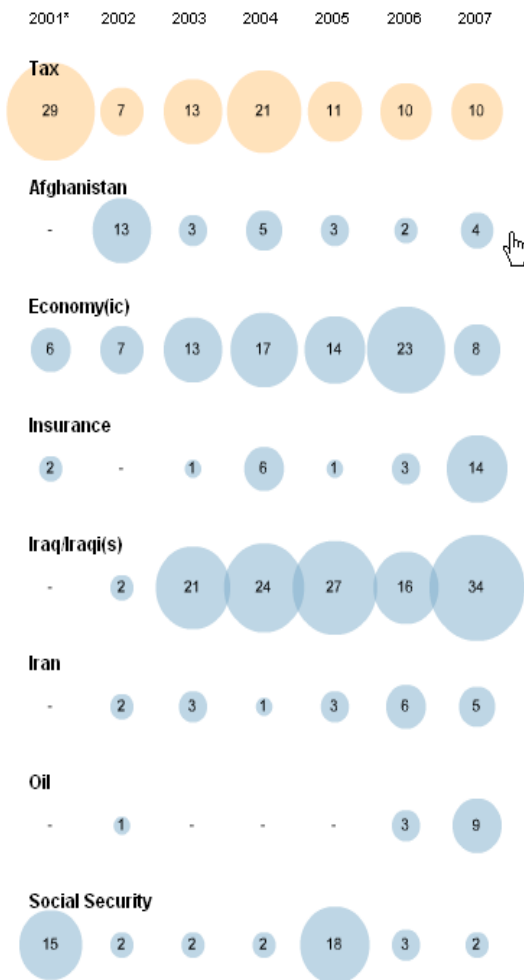 2001* 2002 2003 2004 2005 2006 2007
Tax
29 7 13 21 11 10 10
Afghanistan
- 13 3 5 3 2 4
Economy(ic)
6 7 13 17 14 23 8
Insurance
2 - 1 6 1 3 14
Iraq/Iraqi(s)
- 2 21 24 27 16 34
Iran
- 2 3 1 3 6 5
Oil
- 1 - - - 3 9
Social Security
15 2 2 2 18 3 2